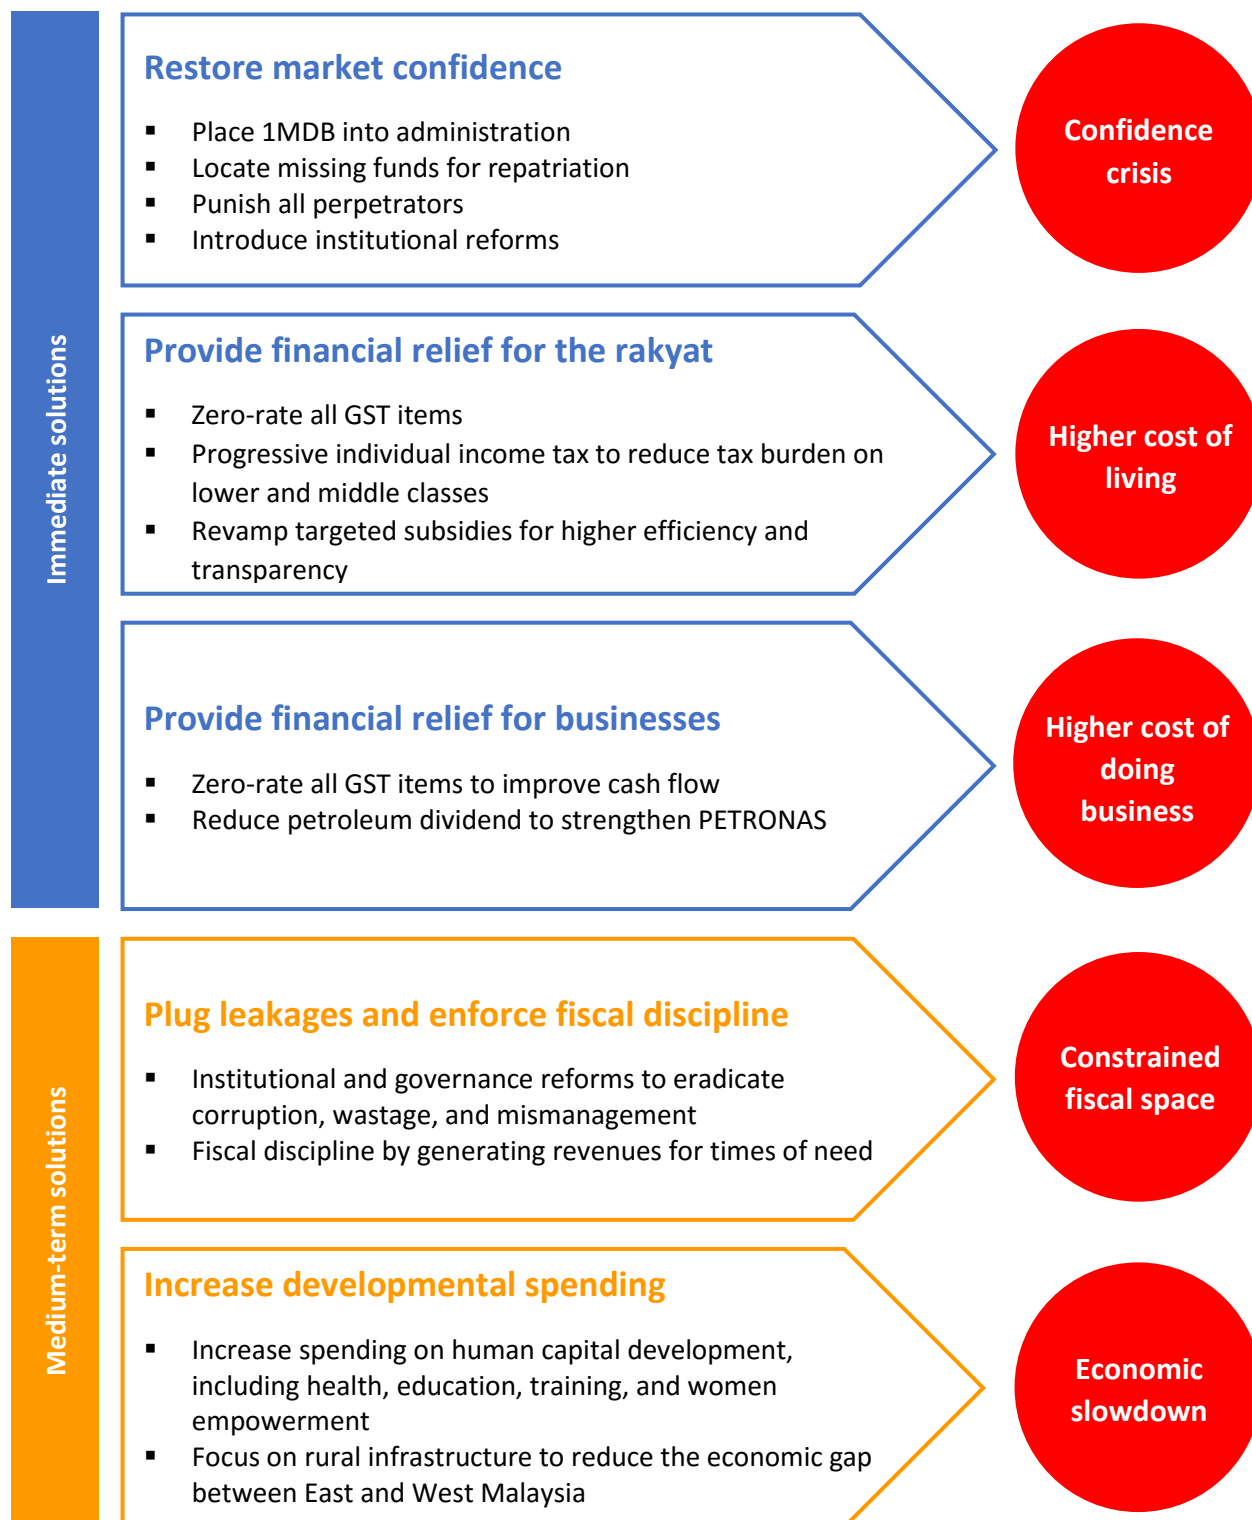 Immediate solutions
Restore market confidence
▪ Place 1MDB into administration
▪ Locate missing funds for repatriation
▪ Punish all perpetrators
▪ Introduce institutional reforms
Confidence
crisis
Provide financial relief for the rakyat
▪ Zero-rate all GST items
▪ Progressive individual income tax to reduce tax burden on
lower and middle classes
▪ Revamp targeted subsidies for higher efficiency and
transparency
Higher cost of
living
Provide financial relief for businesses
▪ Zero-rate all GST items to improve cash flow
▪ Reduce petroleum dividend to strengthen PETRONAS
Higher cost of
doing
business
Medium-term solutions
Plug leakages and enforce fiscal discipline
▪ Institutional and governance reforms to eradicate
corruption, wastage, and mismanagement
▪ Fiscal discipline by generating revenues for times of need
Constrained
fiscal space
Increase developmental spending
▪ Increase spending on human capital development,
including health, education, training, and women
empowerment
▪ Focus on rural infrastructure to reduce the economic gap
between East and West Malaysia
Economic
slowdown